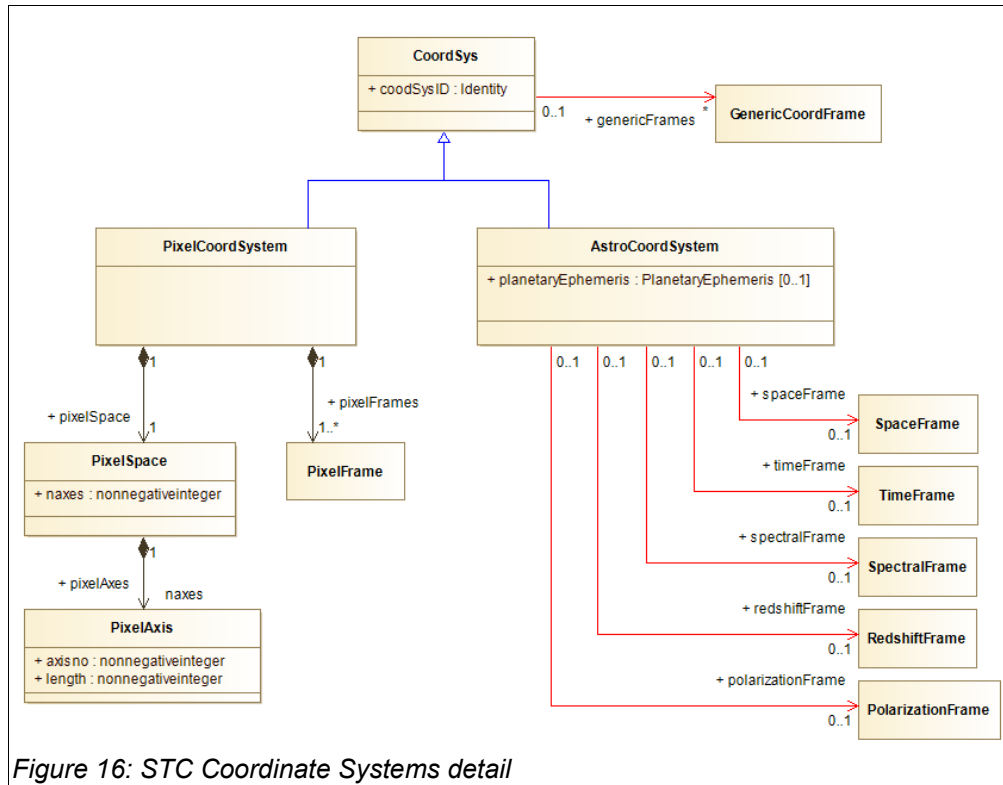 CoordSys
+ coodSysID : Identity
0..1
*
+ genericFrames
GenericCoordFrame
PixelCoordSystem
AstroCoordSystem
+ planetaryEphemeris : PlanetaryEphemeris [0..1]
1
1
0..1
0..1
0..1
0..1
0..1
+ pixelSpace
1
+ pixelFrames
1..*
+ spaceFrame
0..1
SpaceFrame
PixelSpace
+ naxes : nonnegativeinteger
PixelFrame
+ timeFrame
0..1
TimeFrame
1
+ pixelAxes
naxes
+ spectralFrame
0..1
SpectralFrame
PixelAxis
+ axisno : nonnegativeinteger
+ length : nonnegativeinteger
+ redshiftFrame
0..1
RedshiftFrame
+ polarizationFrame
0..1
PolarizationFrame
Figure 16: STC Coordinate Systems detail